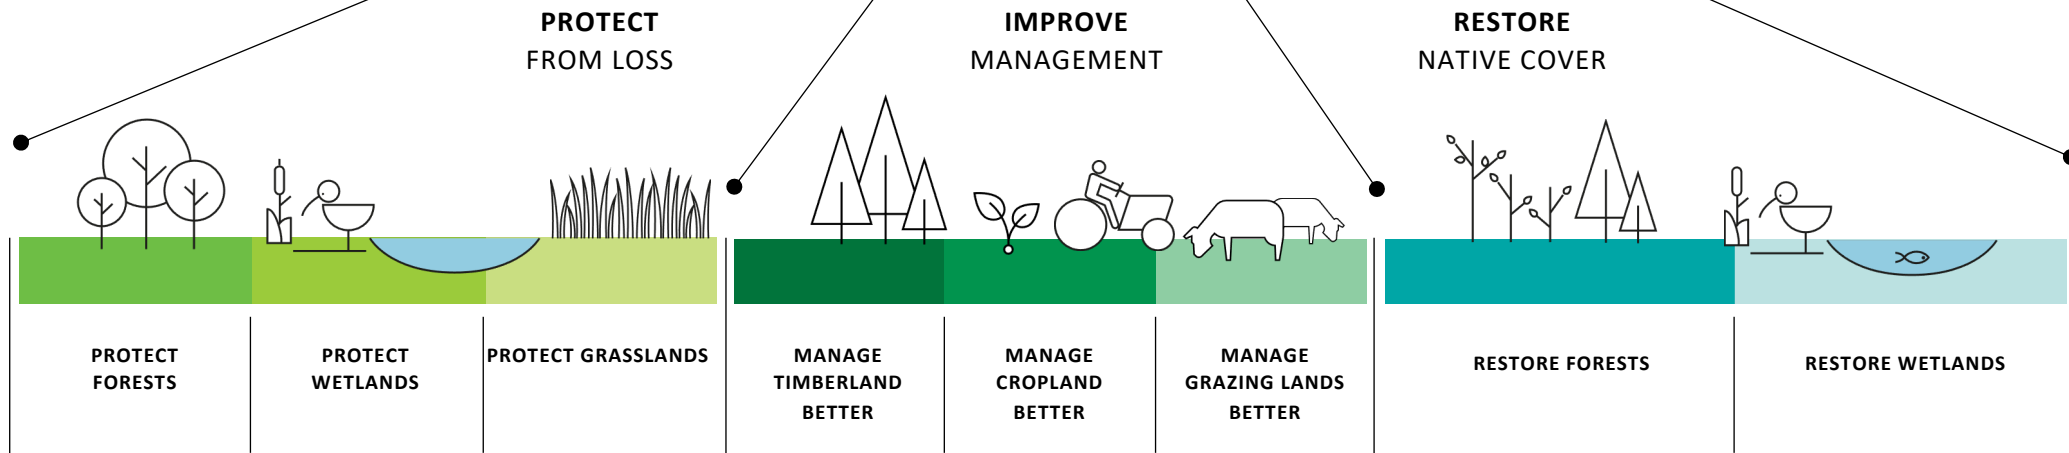 PROTECT
FROM LOSS
IMPROVE
MANAGEMENT
RESTORE
NATIVE COVER
PROTECT
FORESTS
PROTECT
WETLANDS
PROTECT GRASSLANDS
MANAGE
TIMBERLAND
BETTER
MANAGE
CROPLAND
BETTER
MANAGE
GRAZING LANDS
BETTER
RESTORE FORESTS
RESTORE WETLANDS